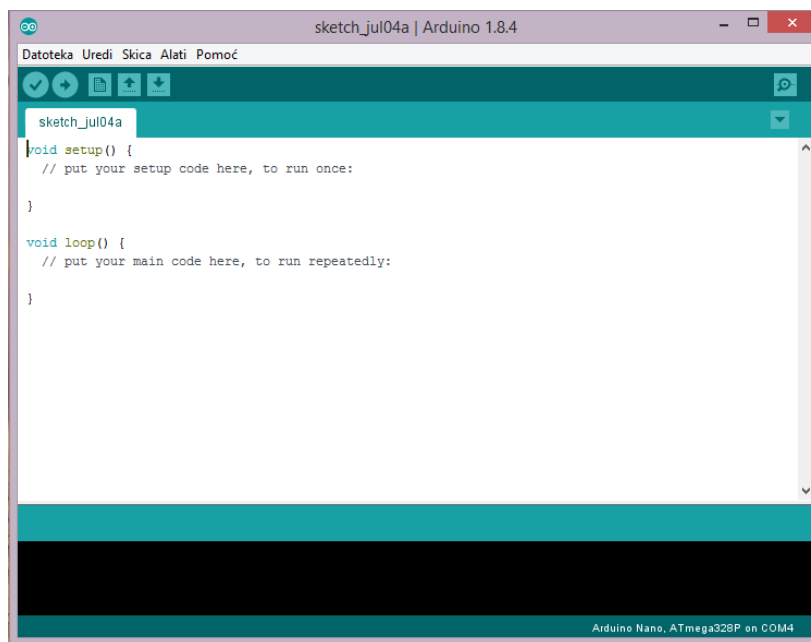 sketch_jul04a | Arduino 1.8.4
Datoteka Uredi Skica Alati Pomoć
sketch_jul04a
void setup() {
  // put your setup code here, to run once:
}
void loop() {
  // put your main code here, to run repeatedly:
}
Arduino Nano, ATmega328P on COM4